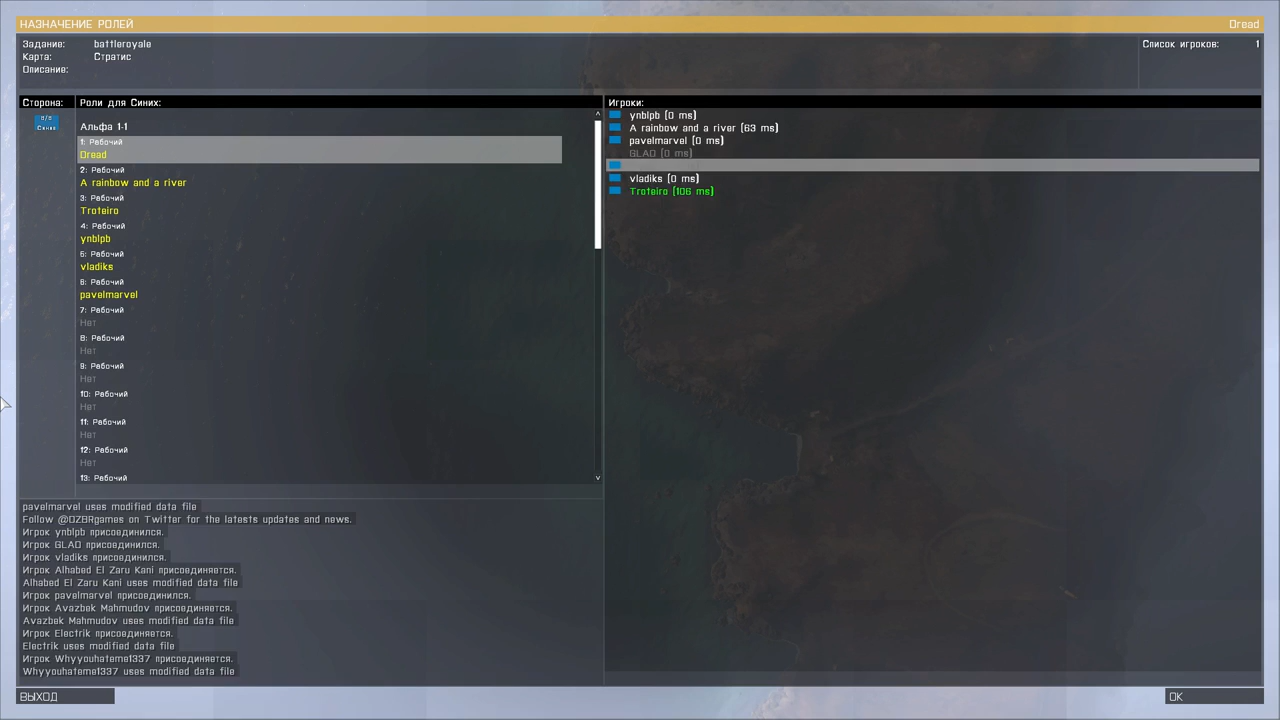 НАЗНАЧЕНИЕ РОЛЕЙ
Dread
Задание: battleroyale
Карта: Стратис
Описание:
Список игроков: 1
Сторона:
Синие
Роли для Синих:
Альфа 1-1
1: Рабочий
Dread
2: Рабочий
A rainbow and a river
3: Рабочий
Troteiro
4: Рабочий
ynblpb
5: Рабочий
vladiks
6: Рабочий
pavelmarvel
7: Рабочий
Нет
8: Рабочий
Нет
9: Рабочий
Нет
10: Рабочий
Нет
11: Рабочий
Нет
12: Рабочий
Нет
13: Рабочий
Игроки:
ynblpb (0 ms)
A rainbow and a river (63 ms)
pavelmarvel (0 ms)
GLAD (0 ms)
vladiks (0 ms)
Troteiro (106 ms)
pavelmarvel uses modified data file
Follow @OZBRgames on Twitter for the latests updates and news.
Игрок ynblpb присоединился.
Игрок GLAD присоединился.
Игрок vladiks присоединился.
Игрок Alhabed El Zaru Kani присоединяется.
Alhabed El Zaru Kani uses modified data file
Игрок pavelmarvel присоединился.
Игрок Avazbek Mahmudov присоединяется.
Avazbek Mahmudov uses modified data file
Игрок Electrik присоединяется.
Electrik uses modified data file
Игрок Whyyouhateme1337 присоединяется.
Whyyouhateme1337 uses modified data file
ВЫХОД
OK